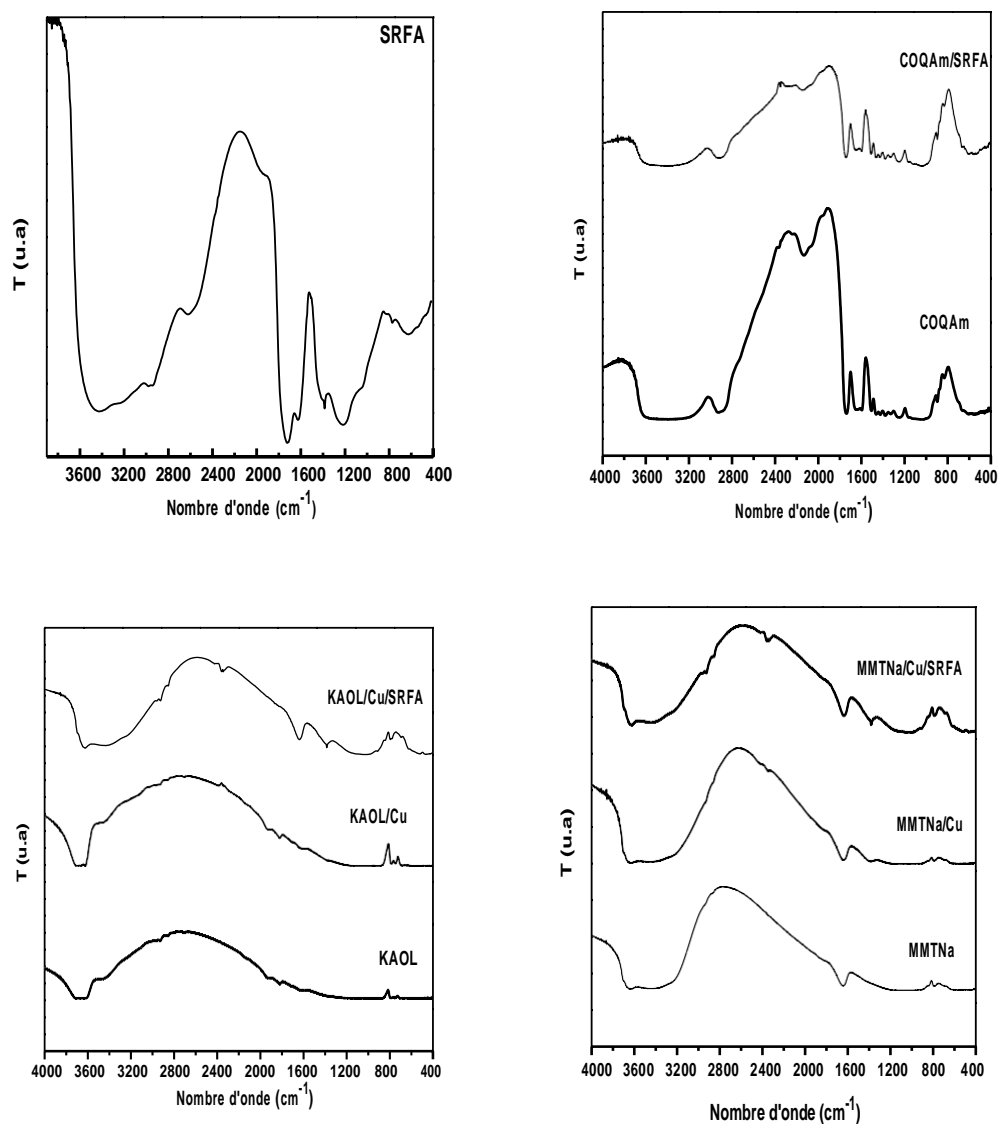 SRFA
T (u.a)
3600 3200 2800 2400 2000 1600 1200 800 400
Nombre d'onde (cm⁻¹)
COQAm/SRFA
COQAm
T (u.a)
4000 3600 3200 2800 2400 2000 1600 1200 800 400
Nombre d'onde (cm⁻¹)
KAOL/Cu/SRFA
KAOL/Cu
KAOL
T (u.a)
4000 3600 3200 2800 2400 2000 1600 1200 800 400
Nombre d'onde (cm⁻¹)
MMTNa/Cu/SRFA
MMTNa/Cu
MMTNa
T (u.a)
4000 3600 3200 2800 2400 2000 1600 1200 800 400
Nombre d'onde (cm⁻¹)